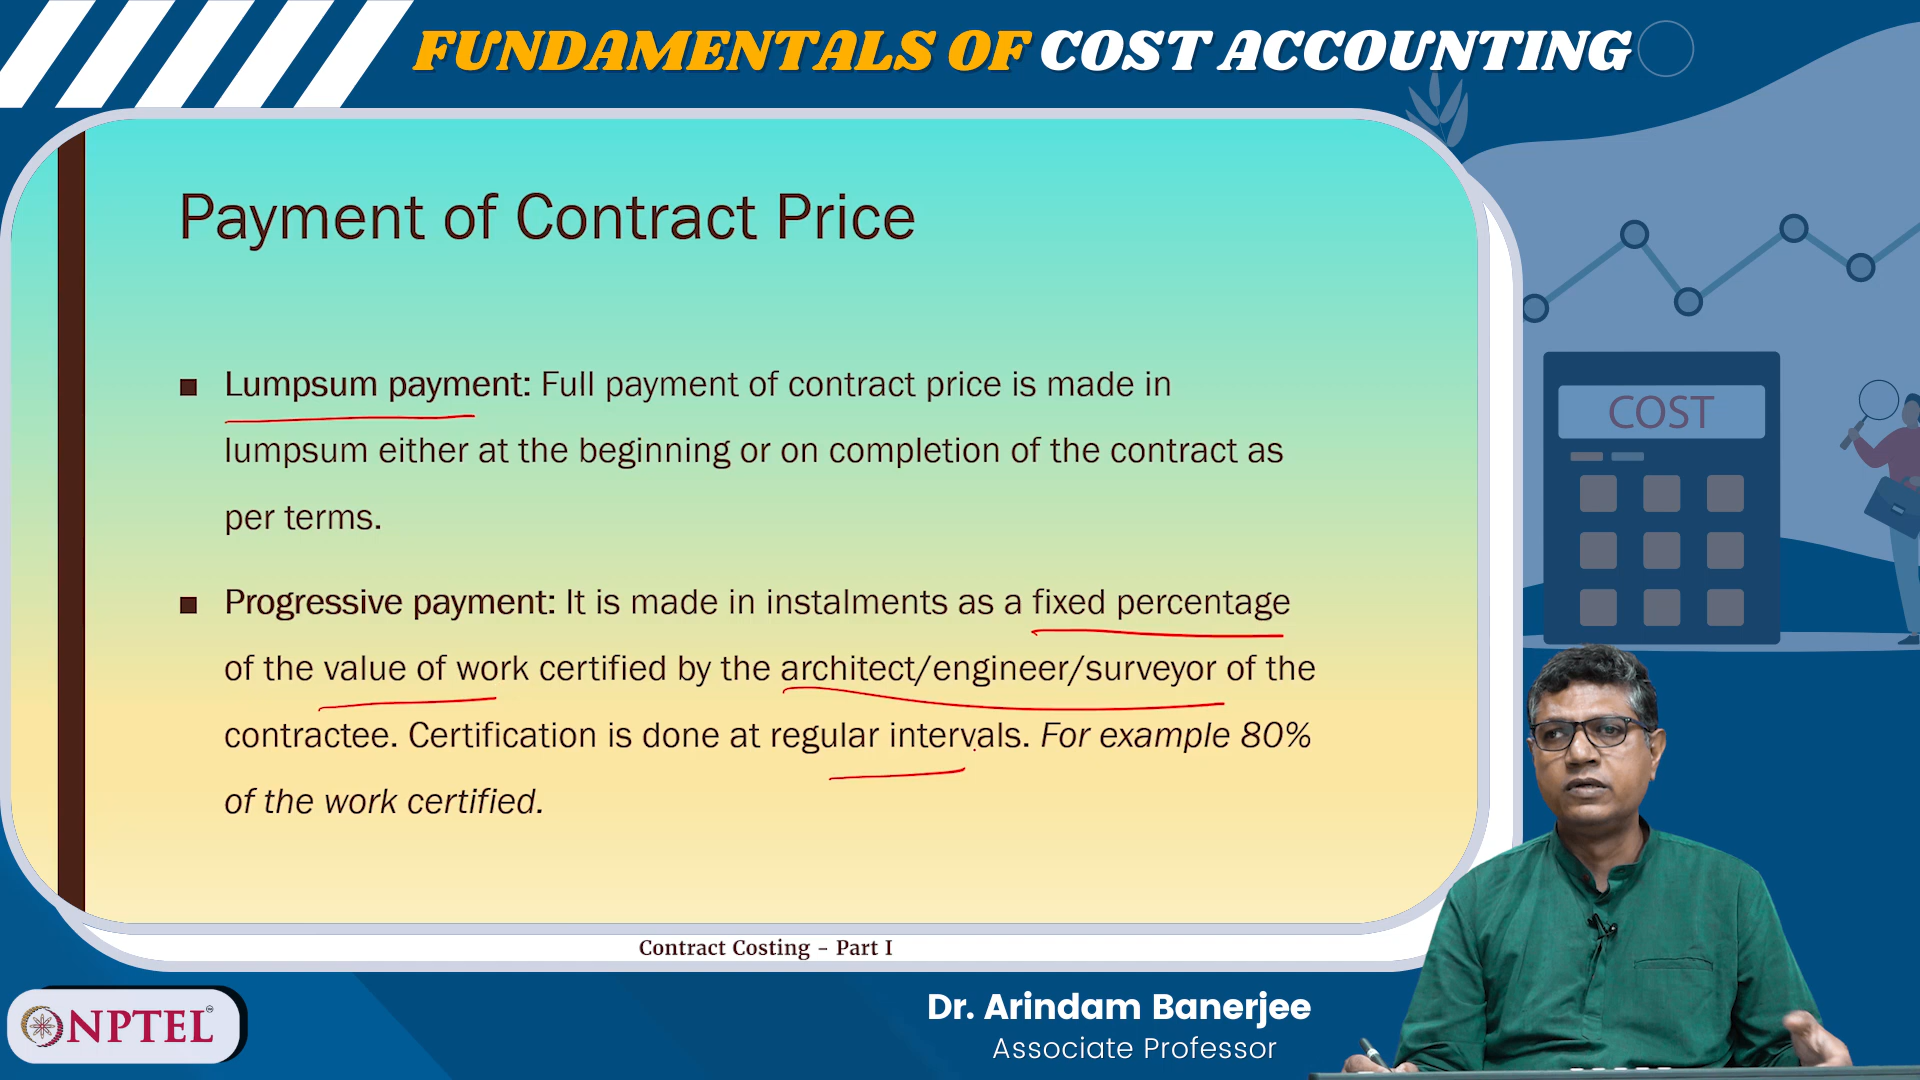 FUNDAMENTALS OF COST ACCOUNTING
Payment of Contract Price
■ Lumpsum payment: Full payment of contract price is made in
lumpsum either at the beginning or on completion of the contract as
per terms.
■ Progressive payment: It is made in instalments as a fixed percentage
of the value of work certified by the architect/engineer/surveyor of the
contractee. Certification is done at regular intervals. For example 80%
of the work certified.
COST
Contract Costing - Part I
NPTEL
Dr. Arindam Banerjee
Associate Professor